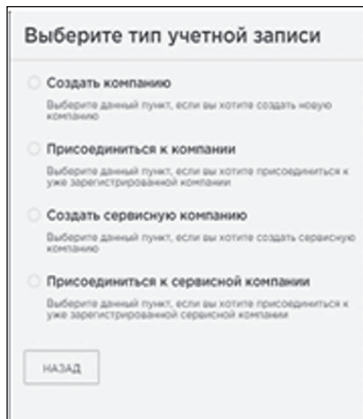 Выберите тип учетной записи
Создать компанию
Выберите данный пункт, если вы хотите создать новую
компанию
Присоединиться к компании
Выберите данный пункт, если вы хотите присоединиться к
уже зарегистрированной компании
Создать сервисную компанию
Выберите данный пункт, если вы хотите создать сервисную
компанию
Присоединиться к сервисной компании
Выберите данный пункт, если вы хотите присоединиться к
уже зарегистрированной сервисной компании
НАЗАД